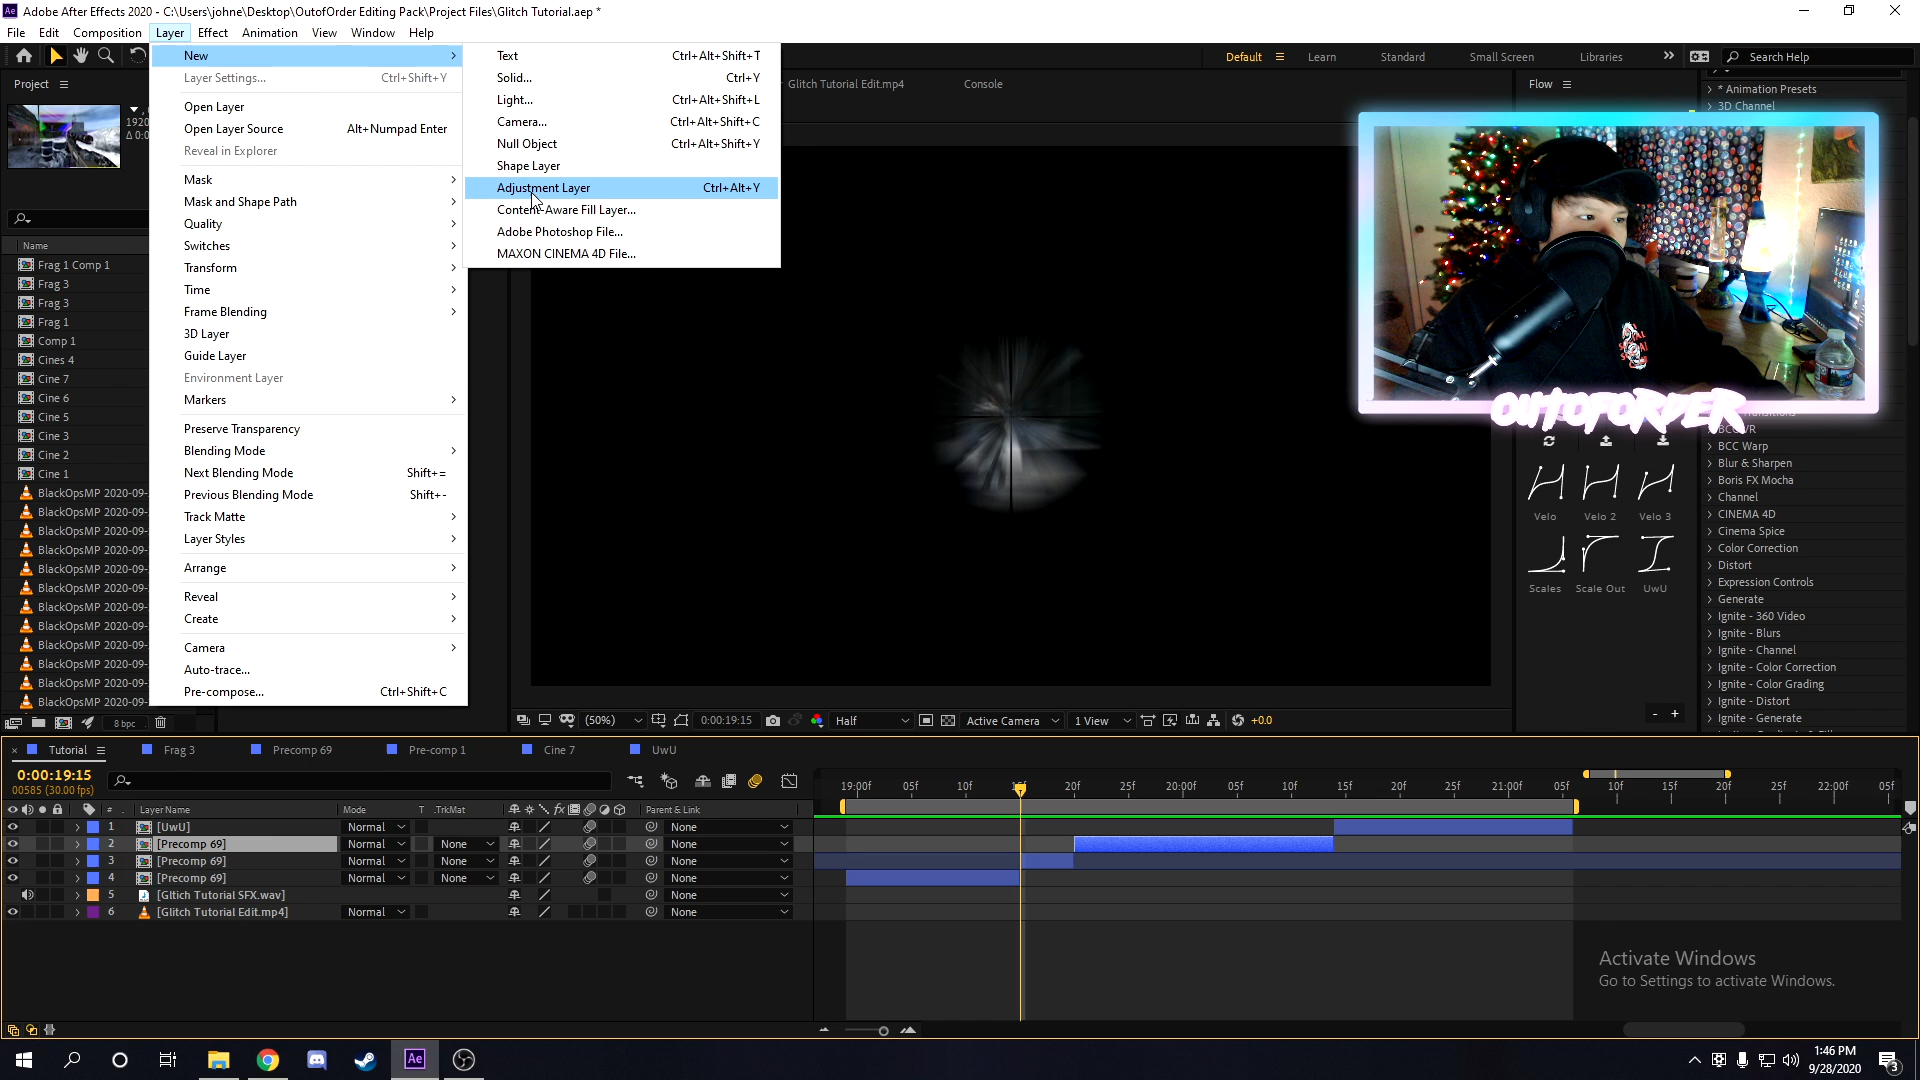 Ae Adobe After Effects 2020 - C:\Users\johne\Desktop\OutofOrder Editing Pack\Project Files\Glitch Tutorial.aep *
File Edit Composition Layer Effect Animation View Window Help
Default Learn Standard Small Screen Libraries Search Help
Project
1920
Δ 0:0
Name
Frag 1 Comp 1
Frag 3
Frag 3
Frag 1
Comp 1
Cines 4
Cine 7
Cine 6
Cine 5
Cine 3
Cine 2
Cine 1
BlackOpsMP 2020-09-
BlackOpsMP 2020-09-
BlackOpsMP 2020-09-
BlackOpsMP 2020-09-
BlackOpsMP 2020-09-
BlackOpsMP 2020-09-
BlackOpsMP 2020-09-
BlackOpsMP 2020-09-
BlackOpsMP 2020-09-
BlackOpsMP 2020-09-
BlackOpsMP 2020-09-
BlackOpsMP 2020-09-
8 bpc
New
Layer Settings... Ctrl+Shift+Y
Open Layer
Open Layer Source Alt+Numpad Enter
Reveal in Explorer
Mask
Mask and Shape Path
Quality
Switches
Transform
Time
Frame Blending
3D Layer
Guide Layer
Environment Layer
Markers
Preserve Transparency
Blending Mode
Next Blending Mode Shift+=
Previous Blending Mode Shift+-
Track Matte
Layer Styles
Arrange
Reveal
Create
Camera
Auto-trace...
Pre-compose... Ctrl+Shift+C
Text Ctrl+Alt+Shift+T
Solid... Ctrl+Y
Light... Ctrl+Alt+Shift+L
Camera... Ctrl+Alt+Shift+C
Null Object Ctrl+Alt+Shift+Y
Shape Layer
Adjustment Layer Ctrl+Alt+Y
Content-Aware Fill Layer...
Adobe Photoshop File...
MAXON CINEMA 4D File...
Glitch Tutorial Edit.mp4 Console
(50%) 0:00:19:15 Half Active Camera 1 View +0.0
Flow
OUTOFORDER
Velo Velo 2 Velo 3
Scales Scale Out UwU
- +
* Animation Presets
3D Channel
BCC VR
BCC Warp
Blur & Sharpen
Boris FX Mocha
Channel
CINEMA 4D
Cinema Spice
Color Correction
Distort
Expression Controls
Generate
Ignite - 360 Video
Ignite - Blurs
Ignite - Channel
Ignite - Color Correction
Ignite - Color Grading
Ignite - Distort
Ignite - Generate
Tutorial Frag 3 Precomp 69 Pre-comp 1 Cine 7 UwU
0:00:19:15
00585 (30.00 fps)
# Layer Name Mode T .TrkMat fx Parent & Link
19:00f 05f 10f 15f 20f 25f 20:00f 05f 10f 15f 20f 25f 21:00f 05f 10f 15f 20f 25f 22:00f 05f
1 [UwU] Normal None
2 [Precomp 69] Normal None None
3 [Precomp 69] Normal None None
4 [Precomp 69] Normal None None
5 [Gltich Tutorial SFX.wav] None
6 [Glitch Tutorial Edit.mp4] Normal None
Activate Windows
Go to Settings to activate Windows.
Ae
1:46 PM
9/28/2020
3